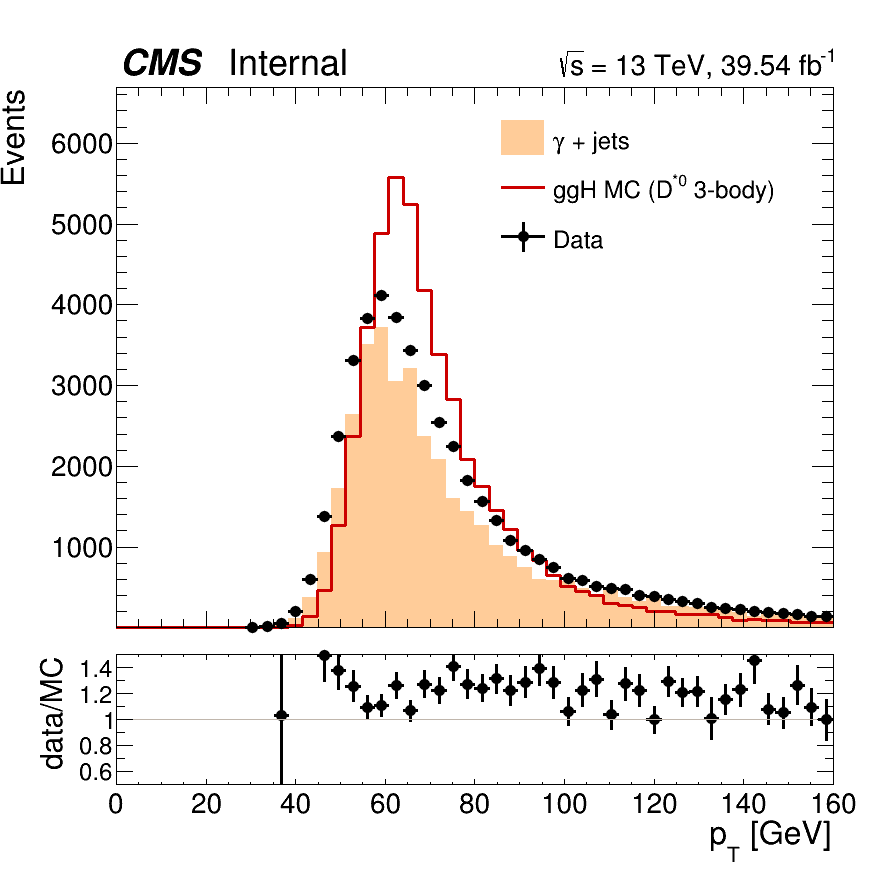 CMS Internal √s = 13 TeV, 39.54 fb⁻¹
Events
6000
5000
4000
3000
2000
1000
γ + jets
ggH MC (D*⁰ 3-body)
Data
data/MC
1.4
1.2
1
0.8
0.6
0 20 40 60 80 100 120 140 160
p_T [GeV]